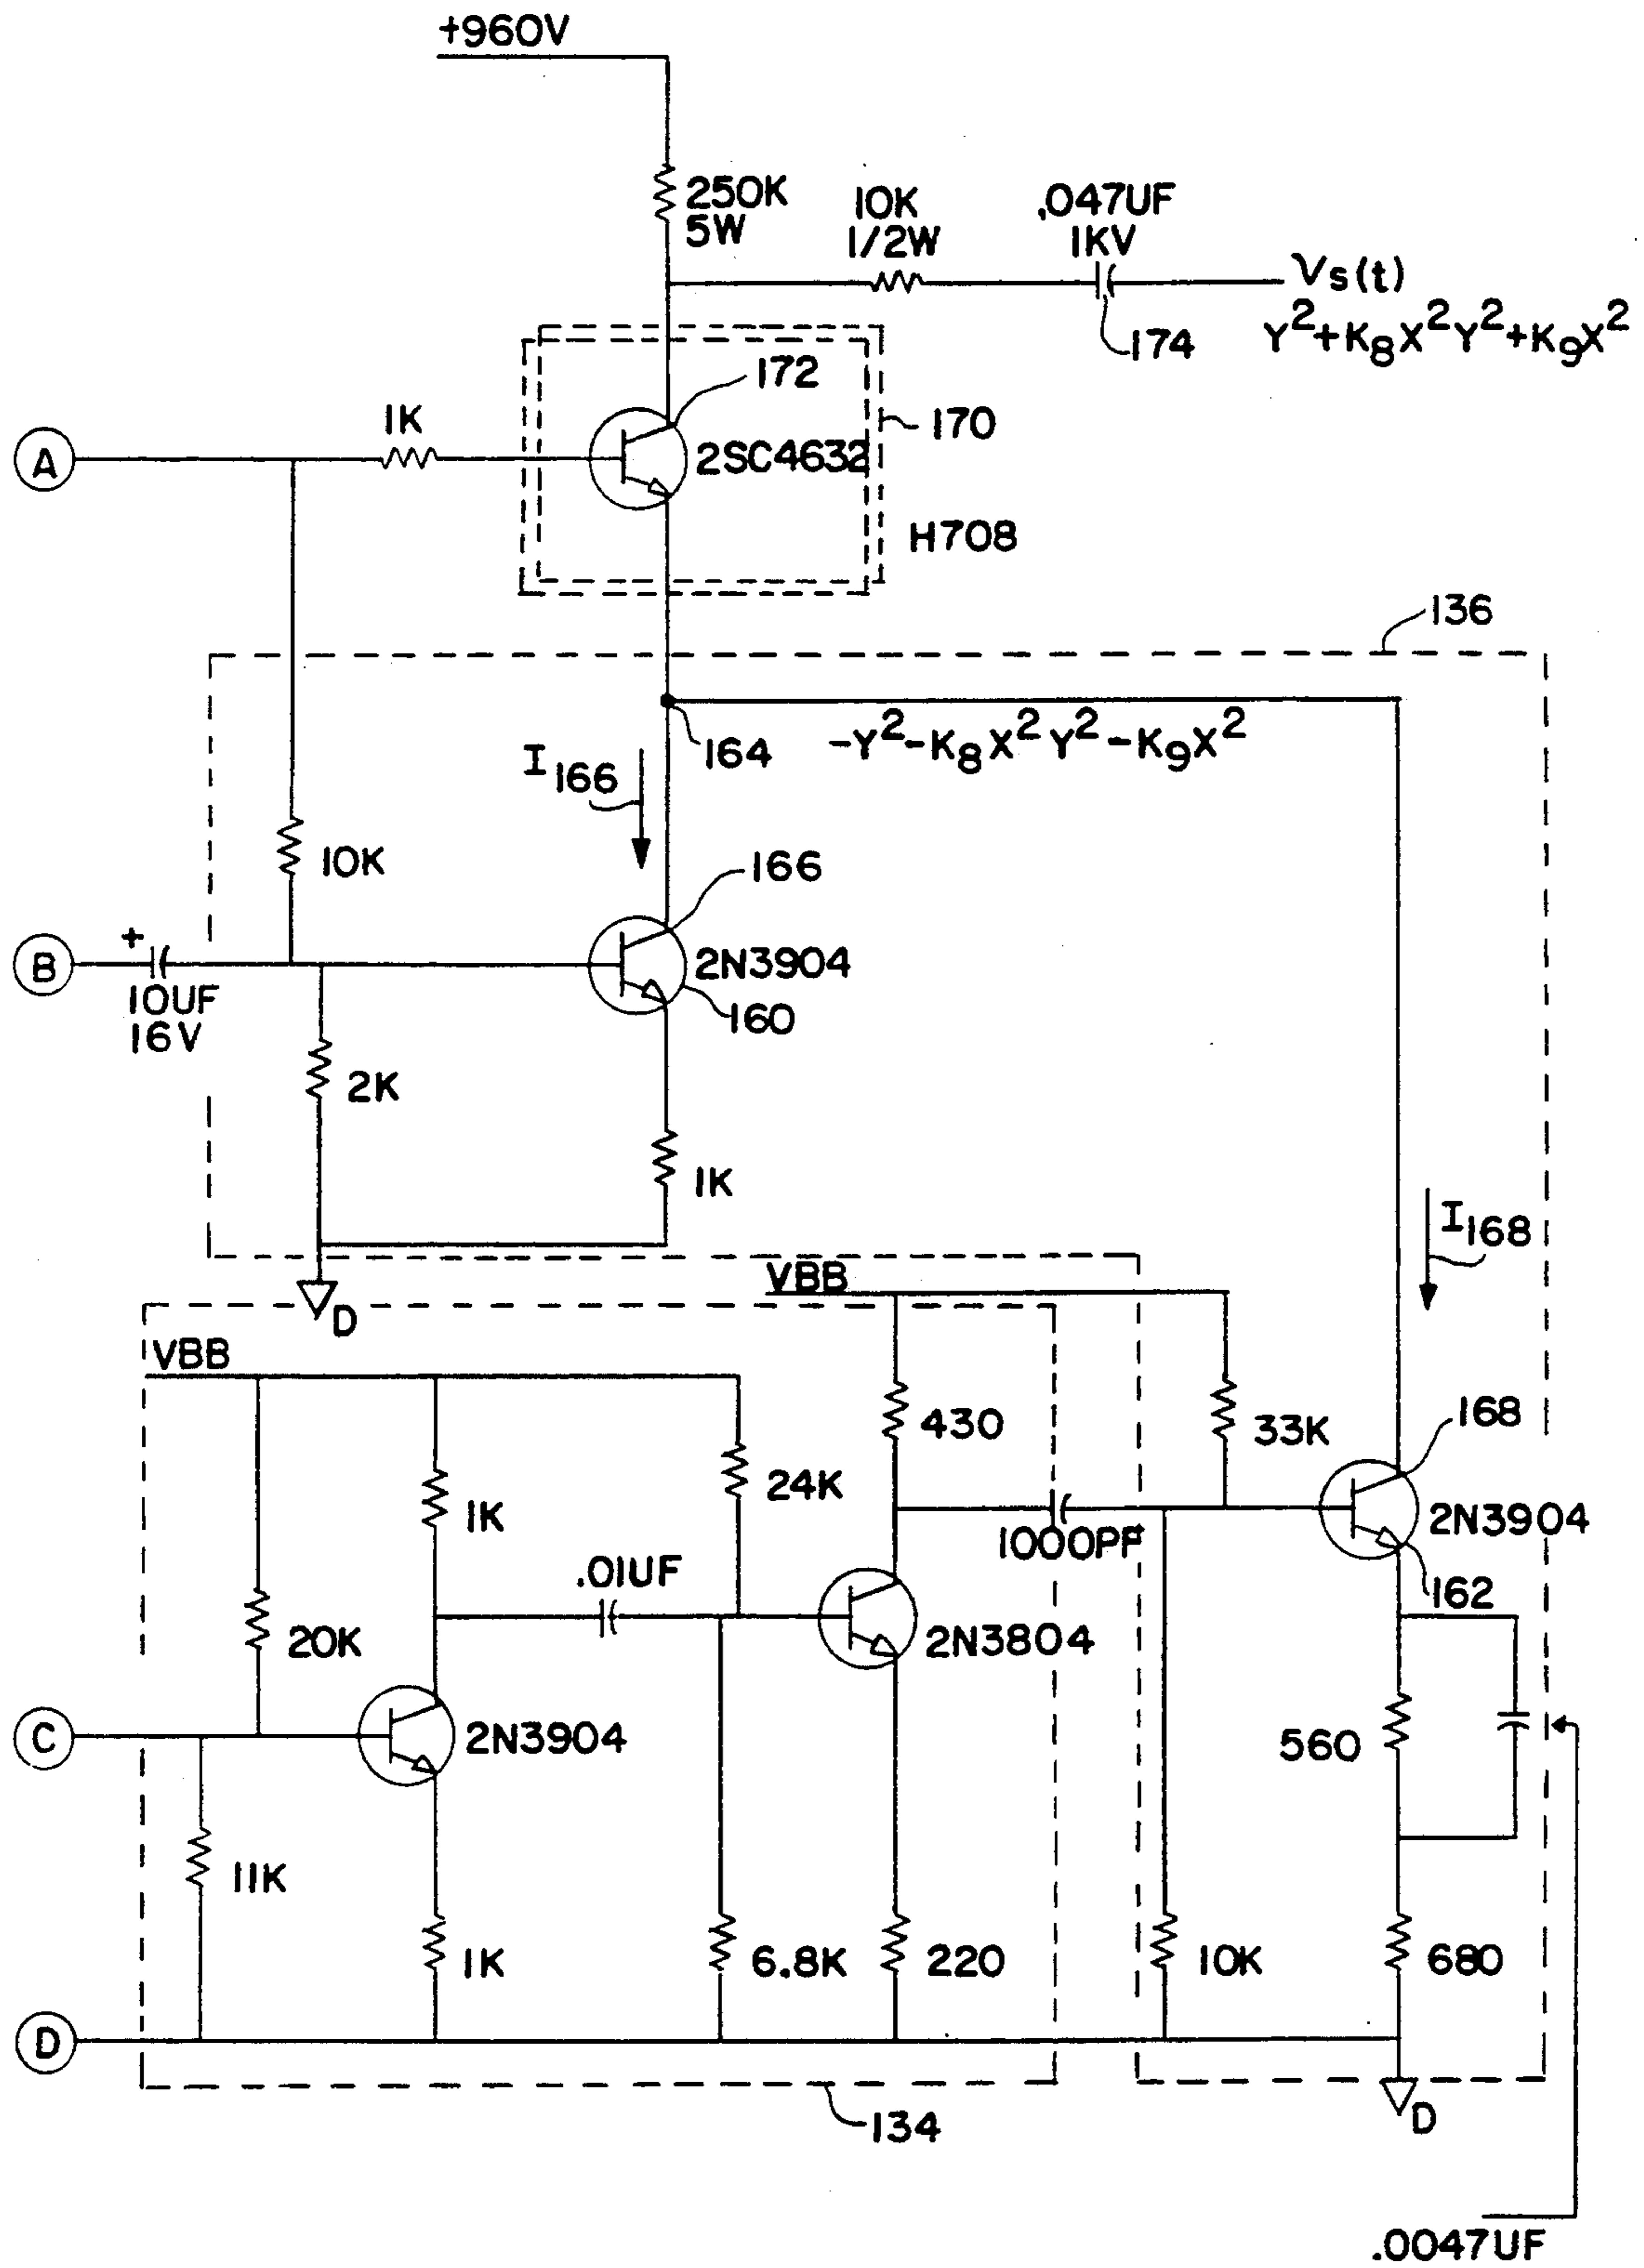 +960V
250K
5W
10K
1/2W
.047UF
1KV
Vs(t)
174
Y²+K₈X²Y²+K₉X²
172
1K
170
A
2SC4632
H708
136
164
-Y²-K₈X²Y²-K₉X²
I₁₆₆
10K
166
+
B
2N3904
10UF
16V
160
2K
1K
I₁₆₈
VBB
D
VBB
430
33K
168
24K
1K
2N3904
1000PF
.01UF
162
20K
2N3804
C
2N3904
560
11K
1K
6.8K
220
10K
680
D
D
134
.0047UF